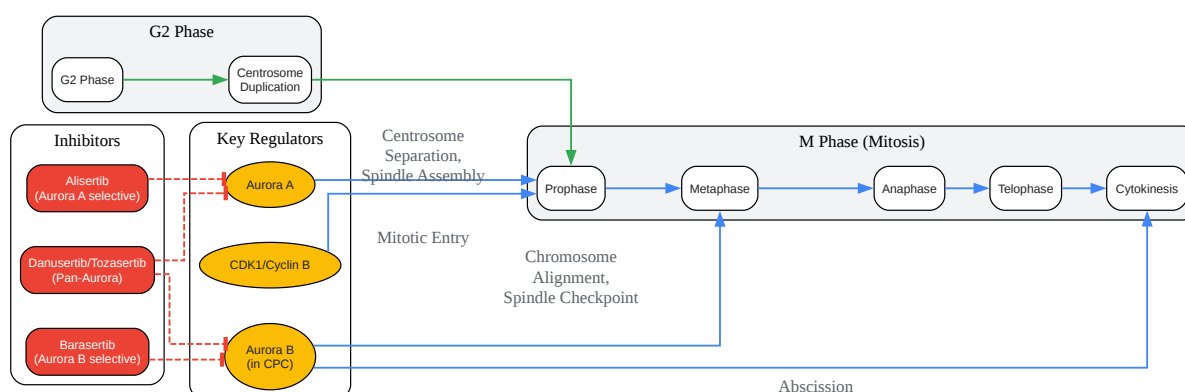 G2 Phase
G2 Phase
Centrosome
Duplication
Inhibitors
Alisertib
(Aurora A selective)
Danusertib/Tozasertib
(Pan-Aurora)
Barasertib
(Aurora B selective)
Key Regulators
Aurora A
CDK1/Cyclin B
Aurora B
(in CPC)
Centrosome
Separation,
Spindle Assembly
Mitotic Entry
Chromosome
Alignment,
Spindle Checkpoint
Abscission
M Phase (Mitosis)
Prophase
Metaphase
Anaphase
Telophase
Cytokinesis